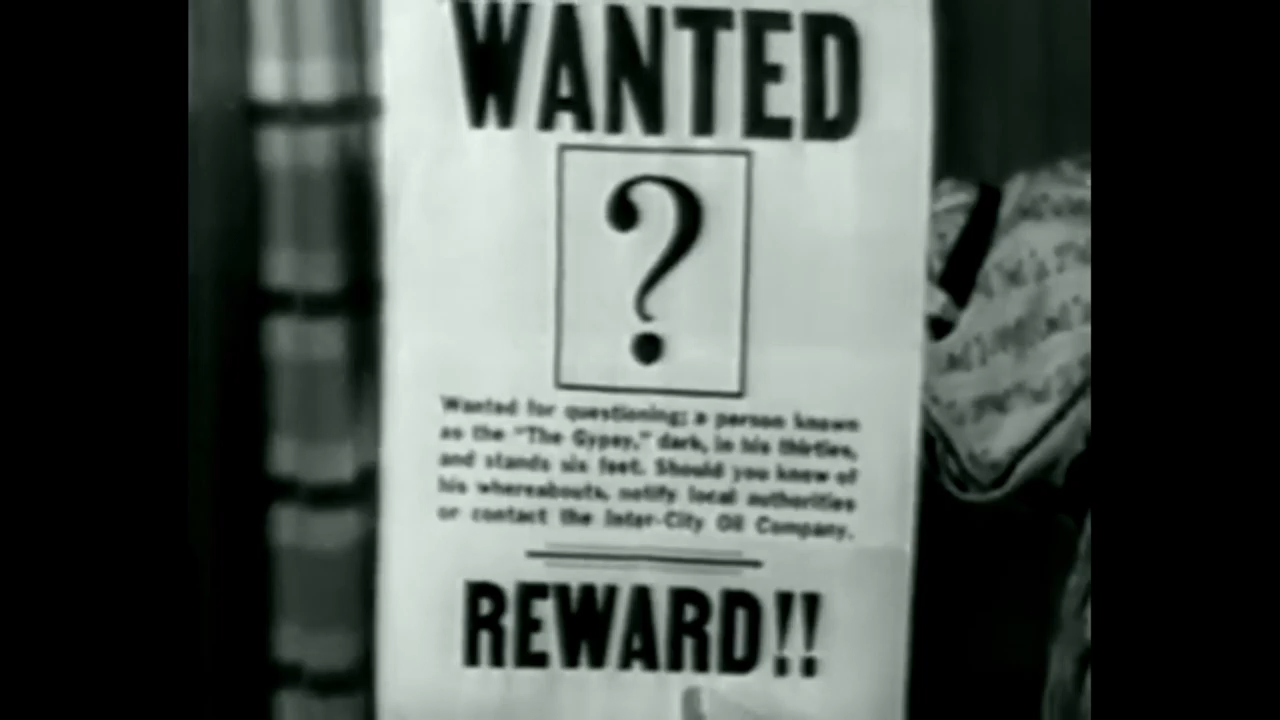 WANTED
?
Wanted for questioning; a person known
as the "The Gypsy," dark, in his thirties,
and stands six feet. Should you know of
his whereabouts, notify local authorities
or contact the Inter-City Oil Company.
REWARD!!